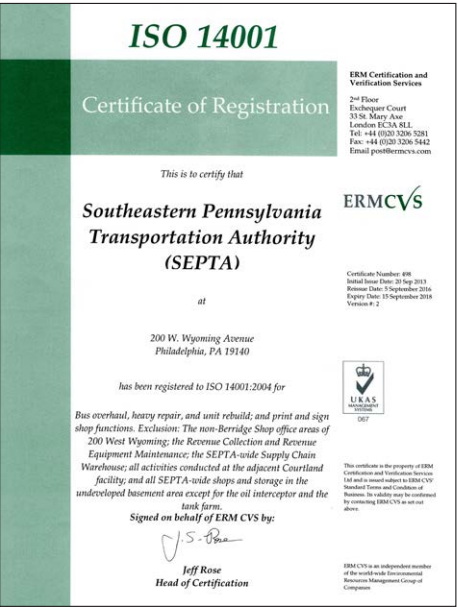 ISO 14001
Certificate of Registration
ERM Certification and
Verification Services
2nd Floor
Exchequer Court
33 St. Mary Axe
London EC3A 8LL
Tel: +44 (0)20 3206 5281
Fax: +44 (0)20 3206 5442
Email post@ermcvs.com
This is to certify that
ERMCVS
Southeastern Pennsylvania
Transportation Authority
(SEPTA)
Certificate Number: 498
Initial Issue Date: 20 Sep 2013
Reissue Date: 5 September 2016
Expiry Date: 15 September 2018
Version #: 2
at
200 W. Wyoming Avenue
Philadelphia, PA 19140
has been registered to ISO 14001:2004 for
UKAS
MANAGEMENT
SYSTEMS
067
Bus overhaul, heavy repair, and unit rebuild; and print and sign
shop functions. Exclusion: The non-Berridge Shop office areas of
200 West Wyoming; the Revenue Collection and Revenue
Equipment Maintenance; the SEPTA-wide Supply Chain
Warehouse; all activities conducted at the adjacent Courtland
facility; and all SEPTA-wide shops and storage in the
undeveloped basement area except for the oil interceptor and the
tank farm.
This certificate is the property of ERM
Certification and Verification Services
Ltd and is issued subject to ERM CVS'
Standard Terms and Condition of
Business. Its validity may be confirmed
by contacting ERM CVS as set out
above.
Signed on behalf of ERM CVS by:
J.S. Rose
Jeff Rose
Head of Certification
ERM CVS is an independent member
of the world-wide Environmental
Resources Management Group of
Companies